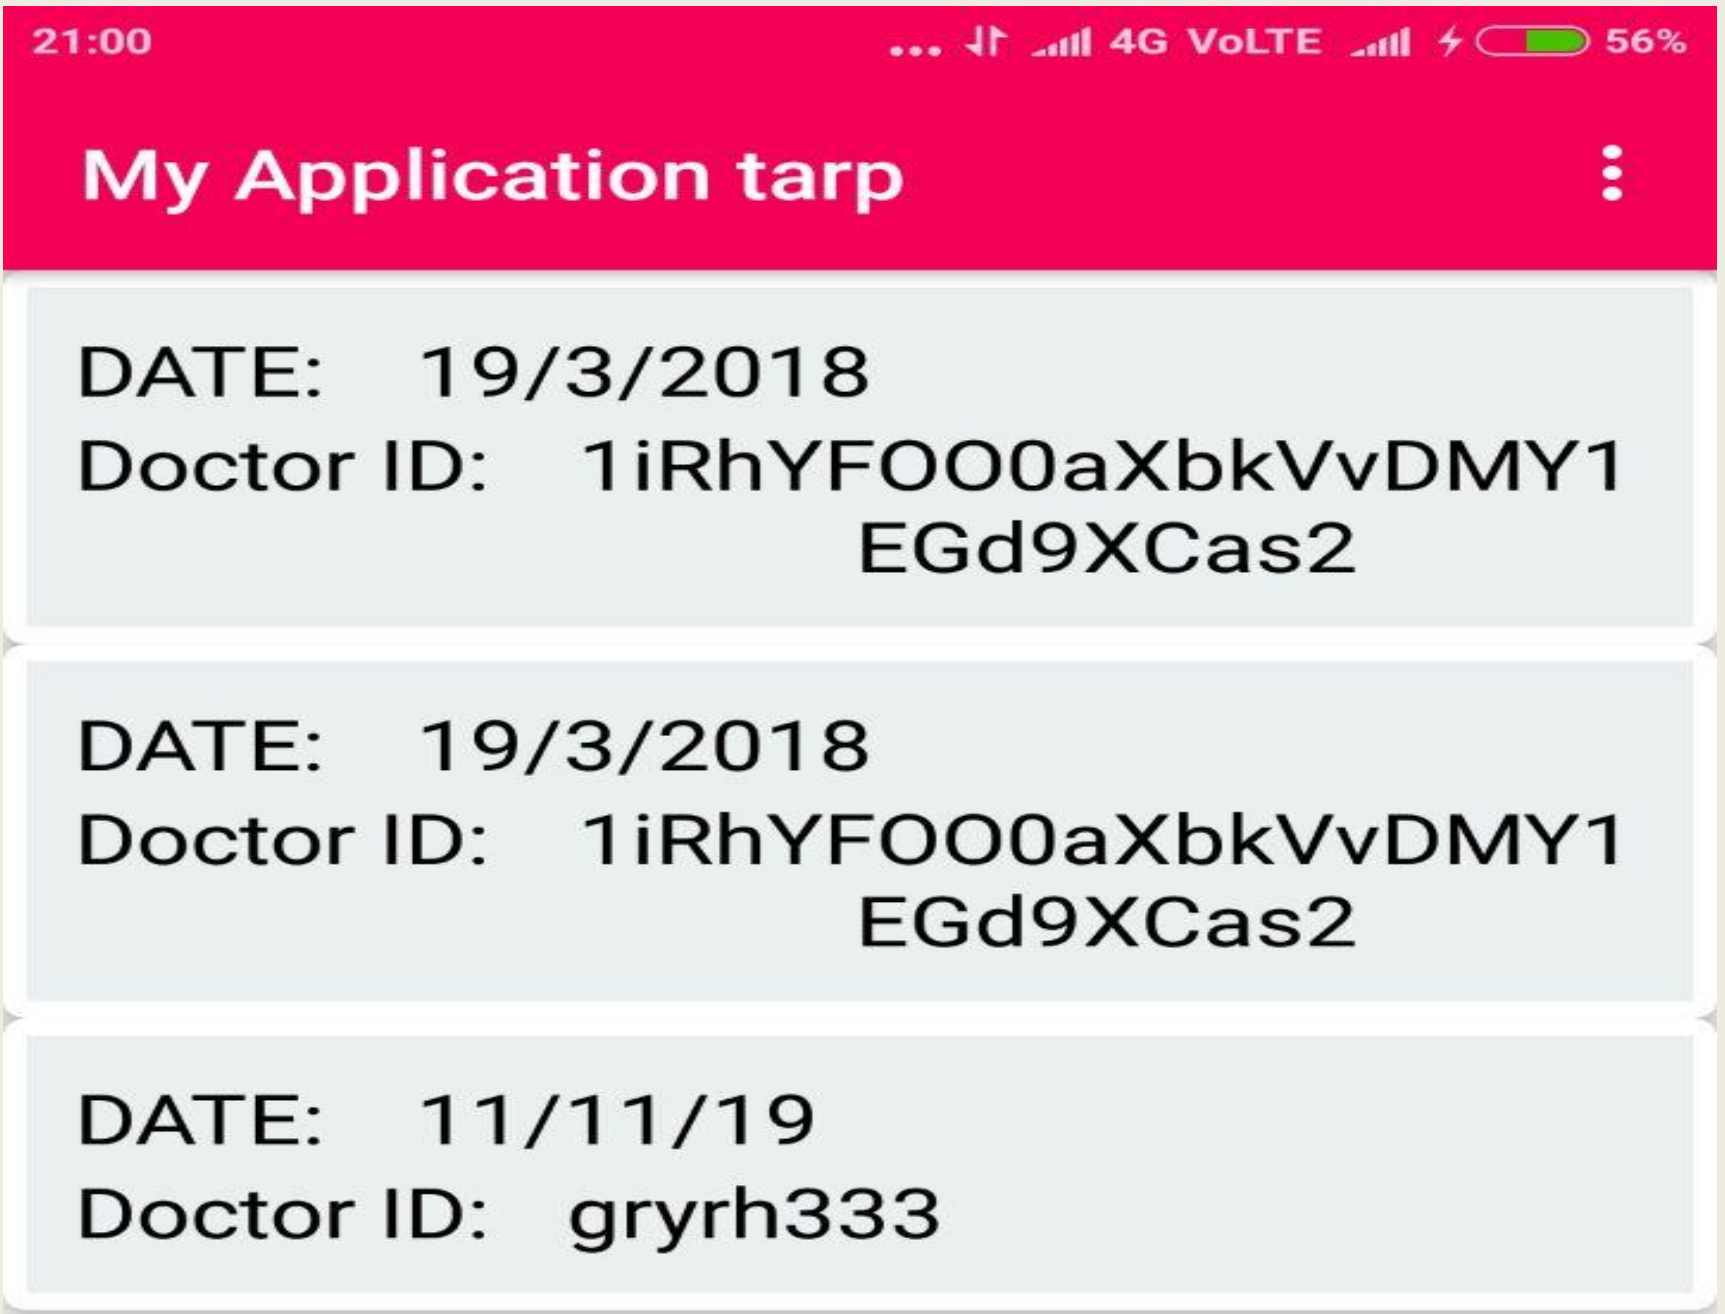 21:00 ... 4G VoLTE 56%
My Application tarp
DATE: 19/3/2018
Doctor ID: 1iRhYFOO0aXbkVvDMY1
EGd9XCas2
DATE: 19/3/2018
Doctor ID: 1iRhYFOO0aXbkVvDMY1
EGd9XCas2
DATE: 11/11/19
Doctor ID: gryrh333